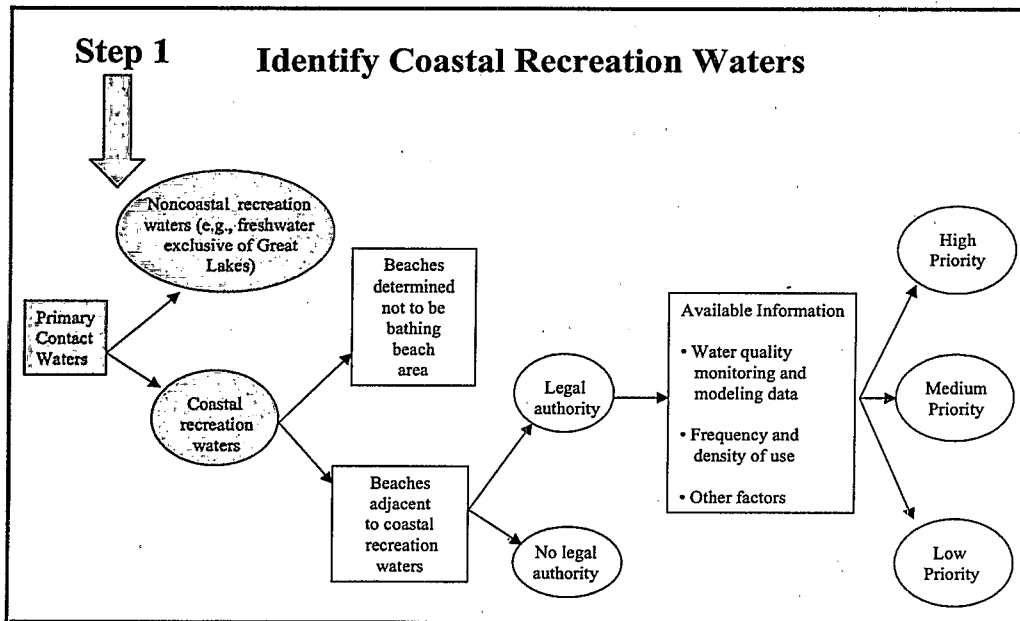 Step 1
Identify Coastal Recreation Waters
Noncoastal recreation
waters (e,g., freshwater
exclusive of Great
Lakes)
Primary
Contact
Waters
Coastal
recreation
waters
Beaches
determined
not to be
bathing
beach
area
Beaches
adjacent
to coastal
recreation
waters
Legal
authority
No legal
authority
Available Information
• Water quality
monitoring and
modeling data
• Frequency and
density of use
• Other factors
High
Priority
Medium
Priority
Low
Priority